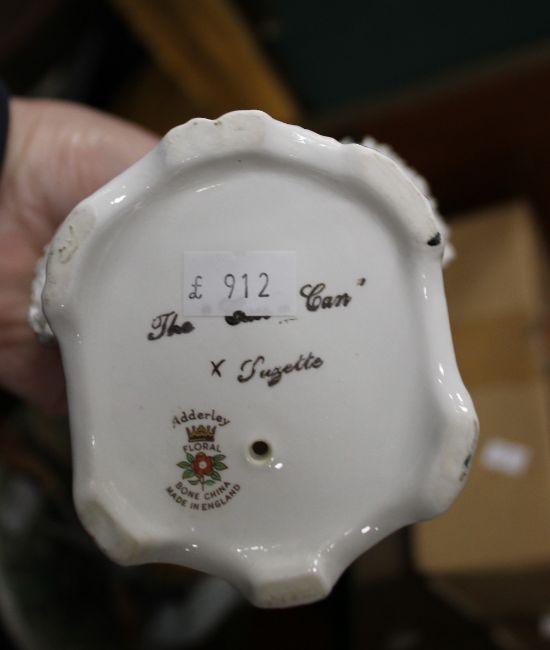 £ 912
The Can"
x Suzette
Adderley
FLORAL
BONE CHINA
MADE IN ENGLAND